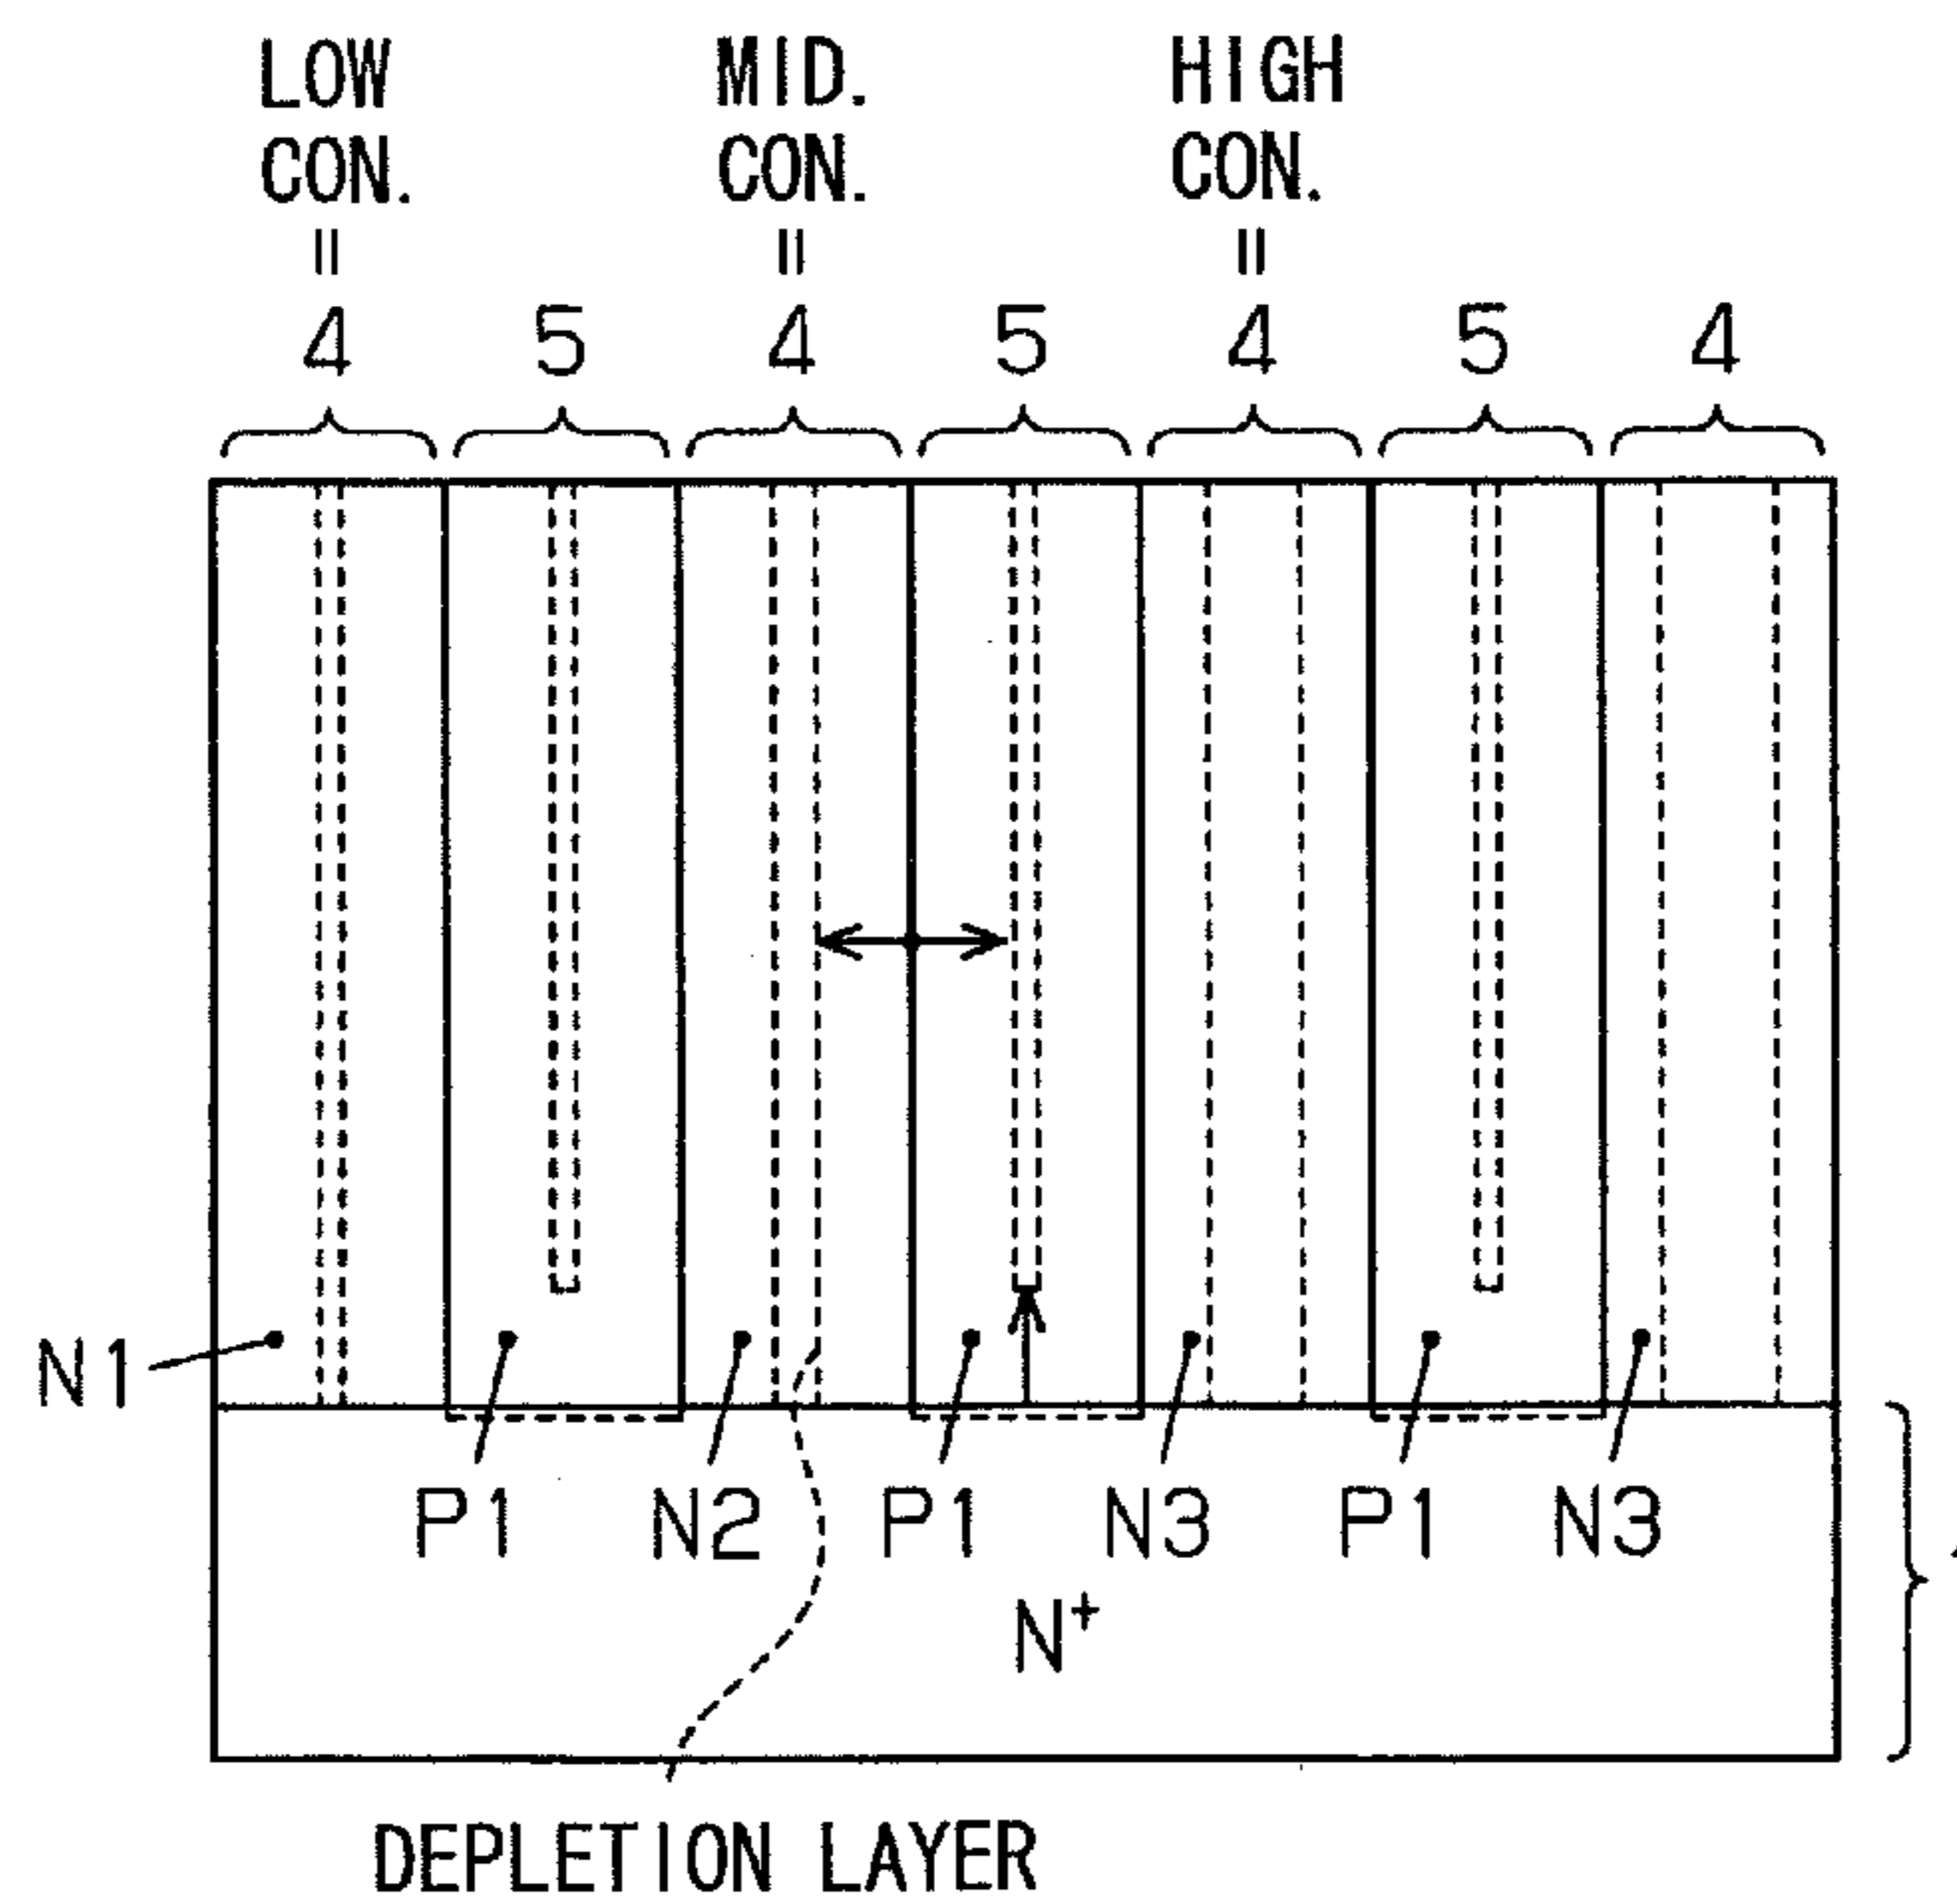 LOW MID. HIGH
CON. CON. CON.
= = =
4 5 4 5 4 5 4
N1
P1 N2 P1 N3 P1 N3
N+
DEPLETION LAYER